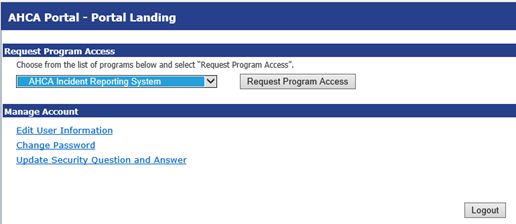 AHCA Portal - Portal Landing
Request Program Access
Choose from the list of programs below and select "Request Program Access".
AHCA Incident Reporting System
Request Program Access
Manage Account
Edit User Information
Change Password
Update Security Question and Answer
Logout